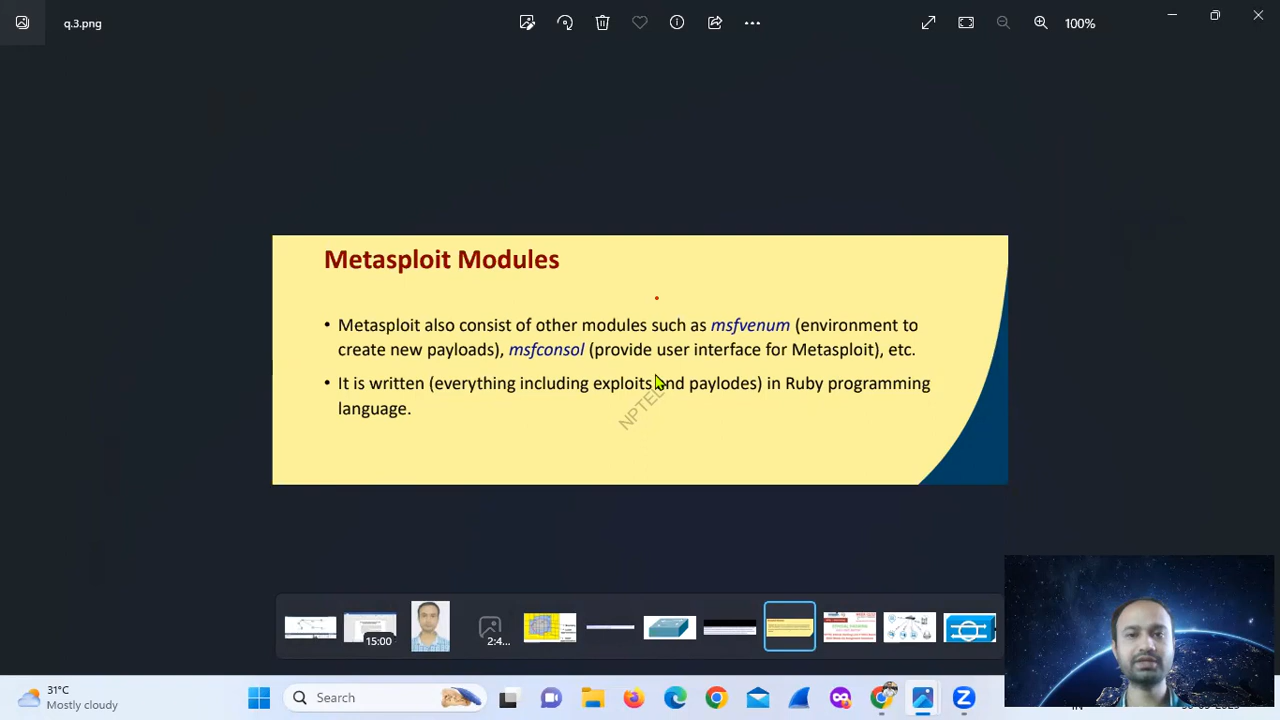 q.3.png
100%
Metasploit Modules
• Metasploit also consist of other modules such as msfvenum (environment to
create new payloads), msfconsol (provide user interface for Metasploit), etc.
• It is written (everything including exploits and paylodes) in Ruby programming
language.
NPTEL
15:00
2:4...
31°C
Mostly cloudy
Search